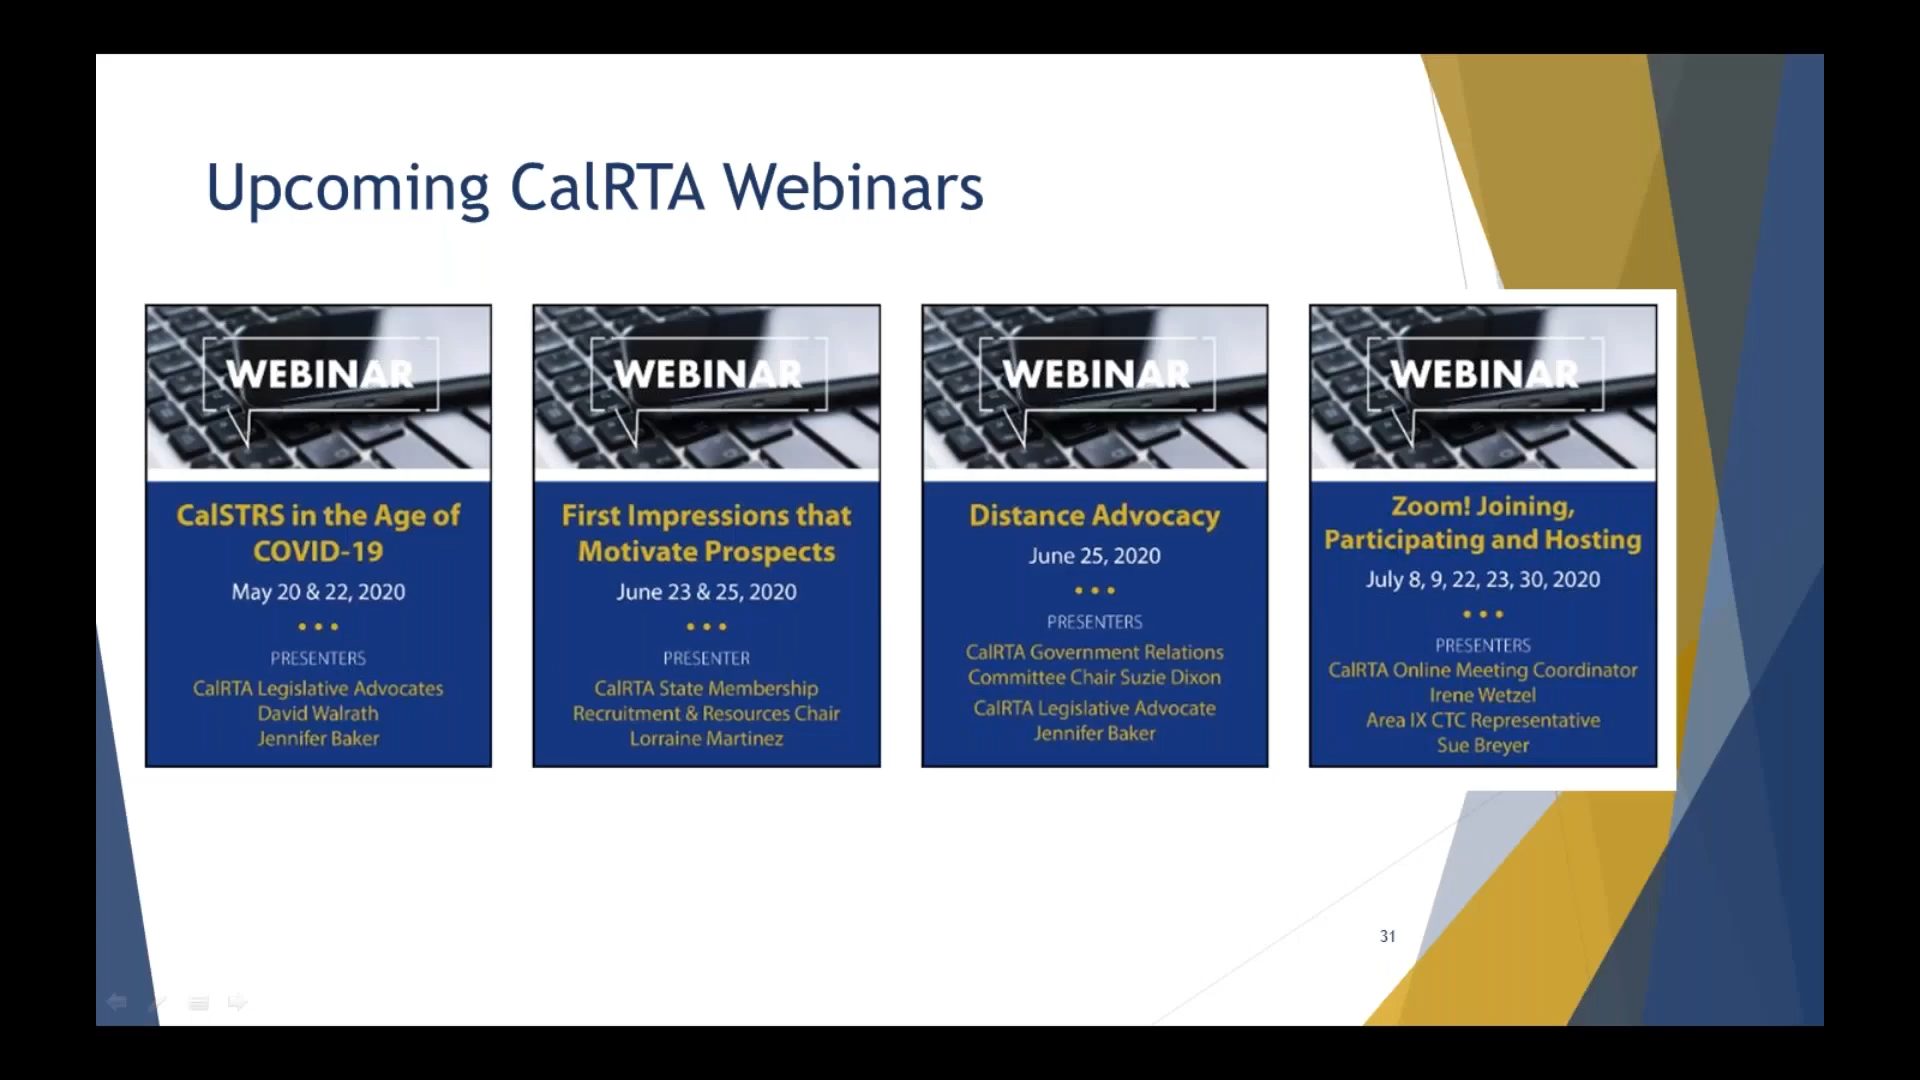 Upcoming CalRTA Webinars
WEBINAR
CalSTRS in the Age of
COVID-19
May 20 & 22, 2020
• • •
PRESENTERS
CalRTA Legislative Advocates
David Walrath
Jennifer Baker
WEBINAR
First Impressions that
Motivate Prospects
June 23 & 25, 2020
• • •
PRESENTER
CalRTA State Membership
Recruitment & Resources Chair
Lorraine Martinez
WEBINAR
Distance Advocacy
June 25, 2020
• • •
PRESENTERS
CalRTA Government Relations
Committee Chair Suzie Dixon
CalRTA Legislative Advocate
Jennifer Baker
WEBINAR
Zoom! Joining,
Participating and Hosting
July 8, 9, 22, 23, 30, 2020
• • •
PRESENTERS
CalRTA Online Meeting Coordinator
Irene Wetzel
Area IX CTC Representative
Sue Breyer
31